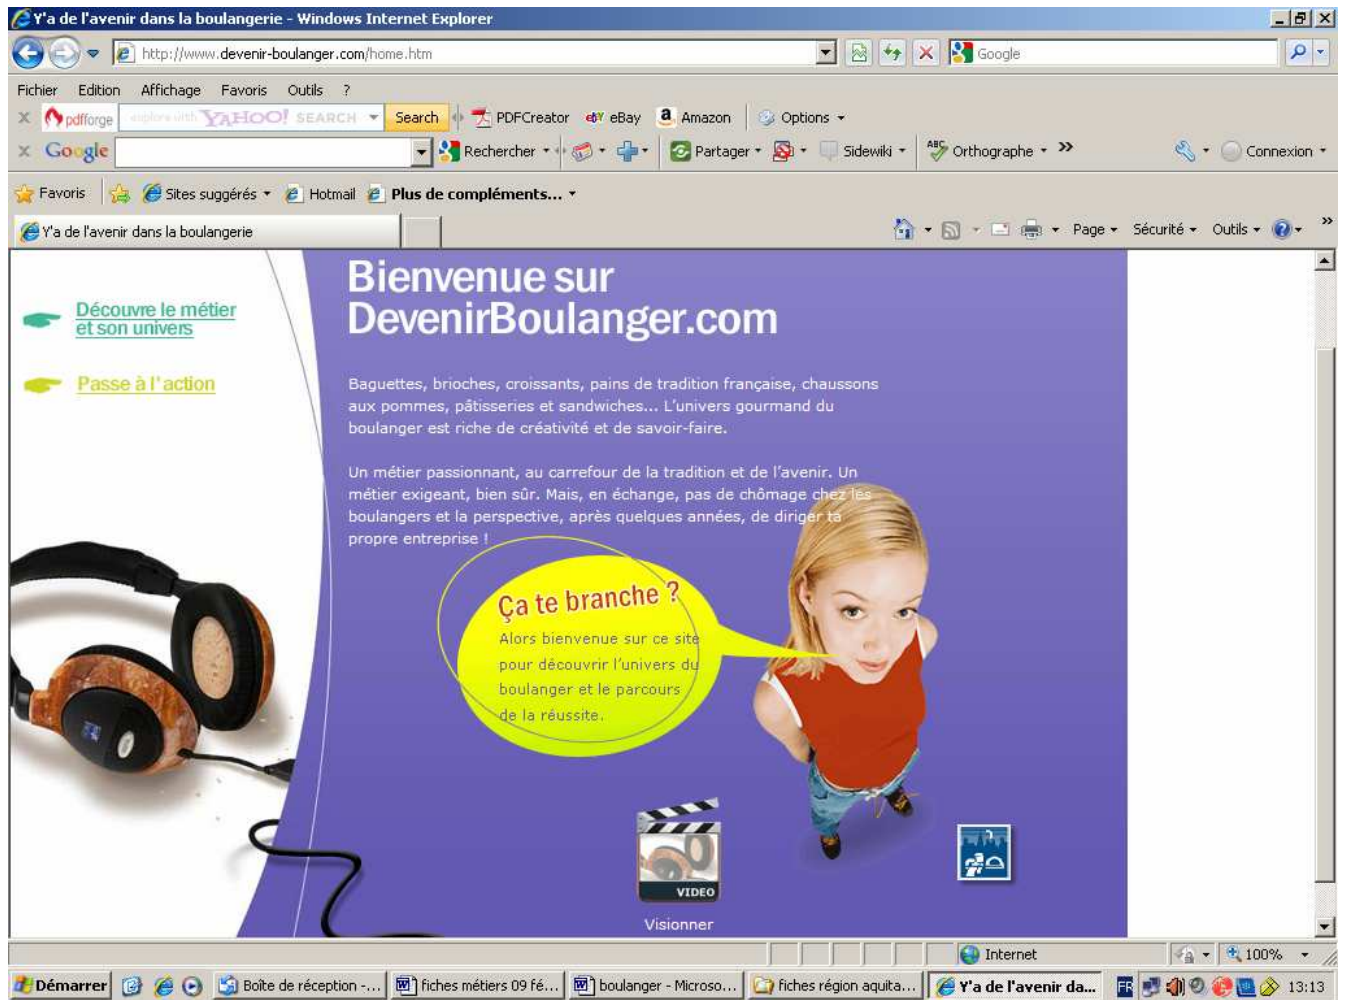 Y'a de l'avenir dans la boulangerie - Windows Internet Explorer
http://www.devenir-boulanger.com/home.htm
Google
Fichier Edition Affichage Favoris Outils ?
x pdfforge explore with YAHOO! SEARCH Search PDFCreator eBay Amazon Options
x Google Rechercher Partager Sidewiki ABC Orthographe >> Connexion
Favoris Sites suggérés Hotmail Plus de compléments...
Y'a de l'avenir dans la boulangerie Page Sécurité Outils >>
Découvre le métier
et son univers
Passe à l'action
Bienvenue sur
DevenirBoulanger.com
Baguettes, brioches, croissants, pains de tradition française, chaussons
aux pommes, pâtisseries et sandwiches... L'univers gourmand du
boulanger est riche de créativité et de savoir-faire.
Un métier passionnant, au carrefour de la tradition et de l'avenir. Un
métier exigeant, bien sûr. Mais, en échange, pas de chômage chez les
boulangers et la perspective, après quelques années, de diriger ta
propre entreprise !
Ça te branche ?
Alors bienvenue sur ce site
pour découvrir l'univers du
boulanger et le parcours
de la réussite.
VIDEO
Visionner
Internet 100%
Démarrer Boîte de réception -... fiches métiers 09 fé... boulanger - Microso... fiches région aquita... Y'a de l'avenir da... FR 13:13